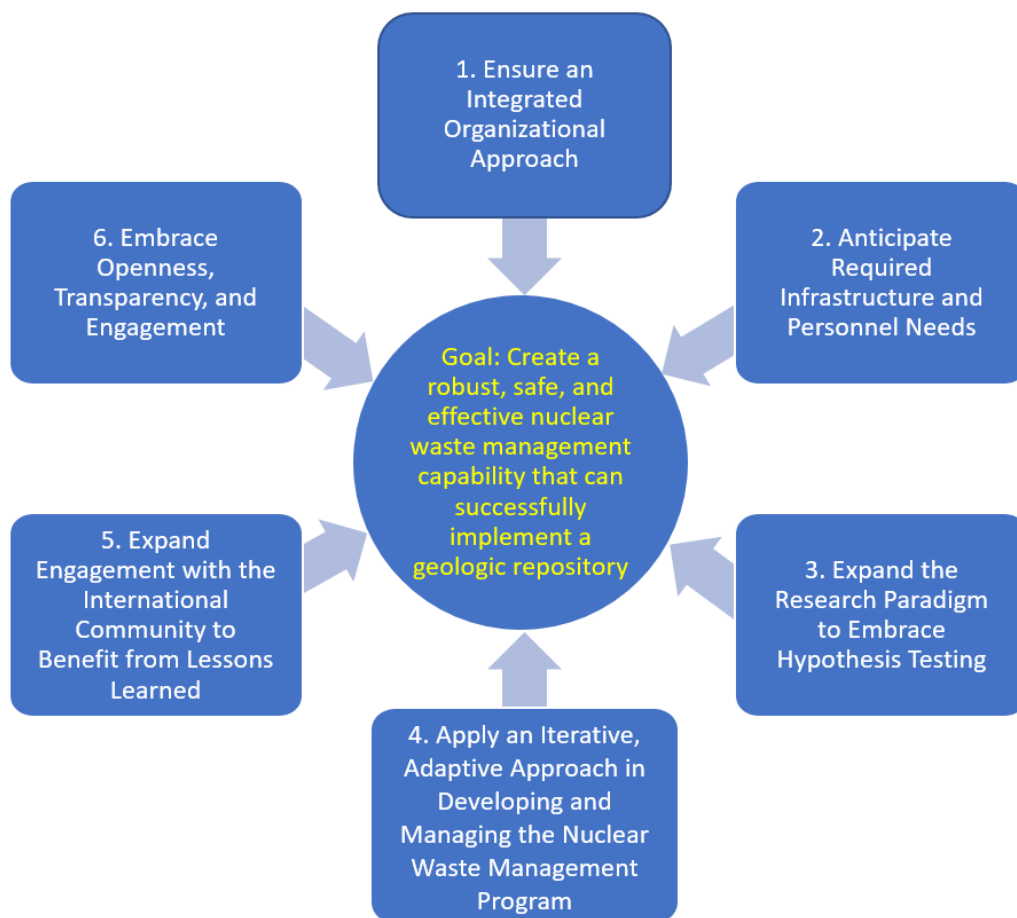 1. Ensure an
Integrated
Organizational
Approach
2. Anticipate
Required
Infrastructure and
Personnel Needs
3. Expand the
Research Paradigm
to Embrace
Hypothesis Testing
4. Apply an Iterative,
Adaptive Approach in
Developing and
Managing the Nuclear
Waste Management
Program
5. Expand
Engagement with the
International
Community to
Benefit from Lessons
Learned
6. Embrace
Openness,
Transparency, and
Engagement
Goal: Create a
robust, safe, and
effective nuclear
waste management
capability that can
successfully
implement a
geologic repository